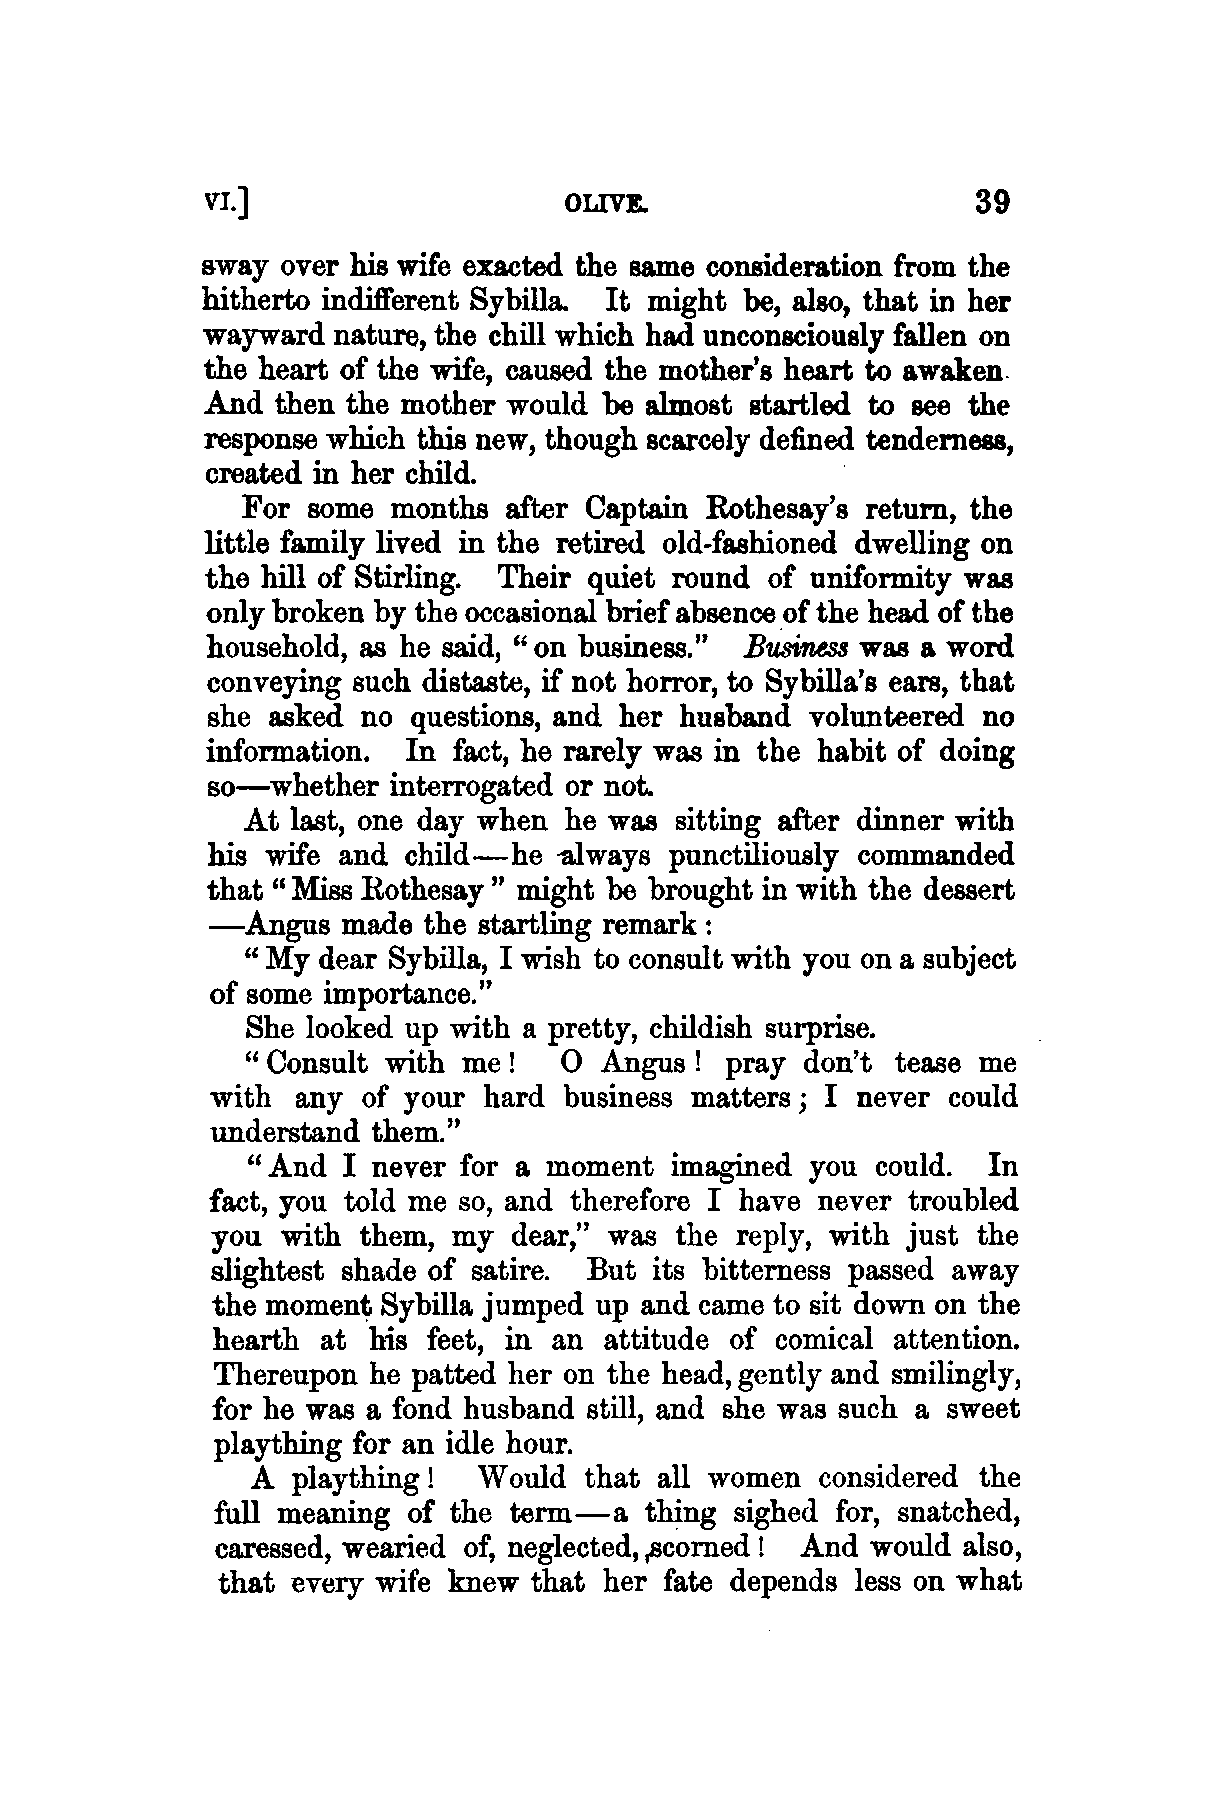 VI.] OLIVE. 39
sway over his wife exacted the same consideration from the
hitherto indifferent Sybilla. It might be, also, that in her
wayward nature, the chill which had unconsciously fallen on
the heart of the wife, caused the mother's heart to awaken.
And then the mother would be almost startled to see the
response which this new, though scarcely defined tenderness,
created in her child.
For some months after Captain Rothesay's return, the
little family lived in the retired old-fashioned dwelling on
the hill of Stirling. Their quiet round of uniformity was
only broken by the occasional brief absence of the head of the
household, as he said, "on business." Business was a word
conveying such distaste, if not horror, to Sybilla's ears, that
she asked no questions, and her husband volunteered no
information. In fact, he rarely was in the habit of doing
so—whether interrogated or not.
At last, one day when he was sitting after dinner with
his wife and child—he always punctiliously commanded
that "Miss Rothesay" might be brought in with the dessert
—Angus made the startling remark:
"My dear Sybilla, I wish to consult with you on a subject
of some importance."
She looked up with a pretty, childish surprise.
"Consult with me! O Angus! pray don't tease me
with any of your hard business matters; I never could
understand them."
"And I never for a moment imagined you could. In
fact, you told me so, and therefore I have never troubled
you with them, my dear," was the reply, with just the
slightest shade of satire. But its bitterness passed away
the moment Sybilla jumped up and came to sit down on the
hearth at his feet, in an attitude of comical attention.
Thereupon he patted her on the head, gently and smilingly,
for he was a fond husband still, and she was such a sweet
plaything for an idle hour.
A plaything! Would that all women considered the
full meaning of the term—a thing sighed for, snatched,
caressed, wearied of, neglected, scorned! And would also,
that every wife knew that her fate depends less on what